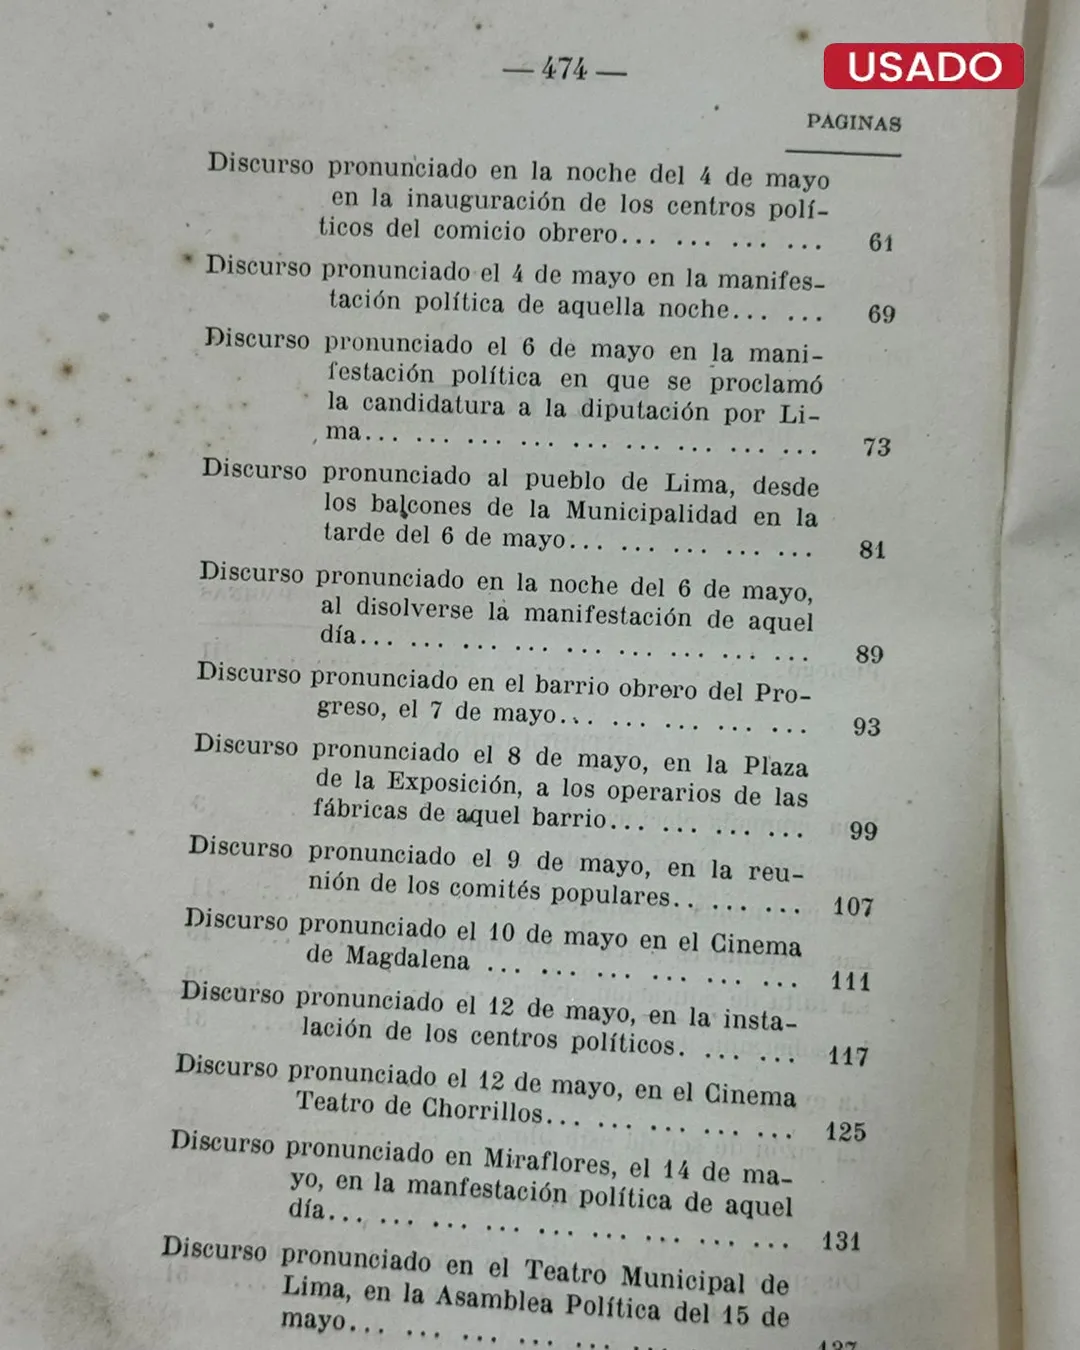 — 474 —
USADO
PAGINAS
Discurso pronunciado en la noche del 4 de mayo
en la inauguración de los centros polí-
ticos del comicio obrero... ... ... ... 61
Discurso pronunciado el 4 de mayo en la manifes-
tación política de aquella noche... ... 69
Discurso pronunciado el 6 de mayo en la mani-
festación política en que se proclamó
la candidatura a la diputación por Li-
ma... ... ... ... ... ... ... ... ... 73
Discurso pronunciado al pueblo de Lima, desde
los balcones de la Municipalidad en la
tarde del 6 de mayo... ... ... ... ... 81
Discurso pronunciado en la noche del 6 de mayo,
al disolverse la manifestación de aquel
día... ... ... ... ... ... ... ... ... 89
Discurso pronunciado en el barrio obrero del Pro-
greso, el 7 de mayo... ... ... ... ... 93
Discurso pronunciado el 8 de mayo, en la Plaza
de la Exposición, a los operarios de las
fábricas de aquel barrio... ... ... ... 99
Discurso pronunciado el 9 de mayo, en la reu-
nión de los comités populares.. ... ... 107
Discurso pronunciado el 10 de mayo en el Cinema
de Magdalena ... ... ... ... ... ... 111
Discurso pronunciado el 12 de mayo, en la insta-
lación de los centros políticos. ... ... 117
Discurso pronunciado el 12 de mayo, en el Cinema
Teatro de Chorrillos... ... ... ... ... 125
Discurso pronunciado en Miraflores, el 14 de ma-
yo, en la manfestación política de aquel
día... ... ... ... ... ... ... ... ... 131
Discurso pronunciado en el Teatro Municipal de
Lima, en la Asamblea Política del 15 de
mayo... ... ... ... ... ... ...